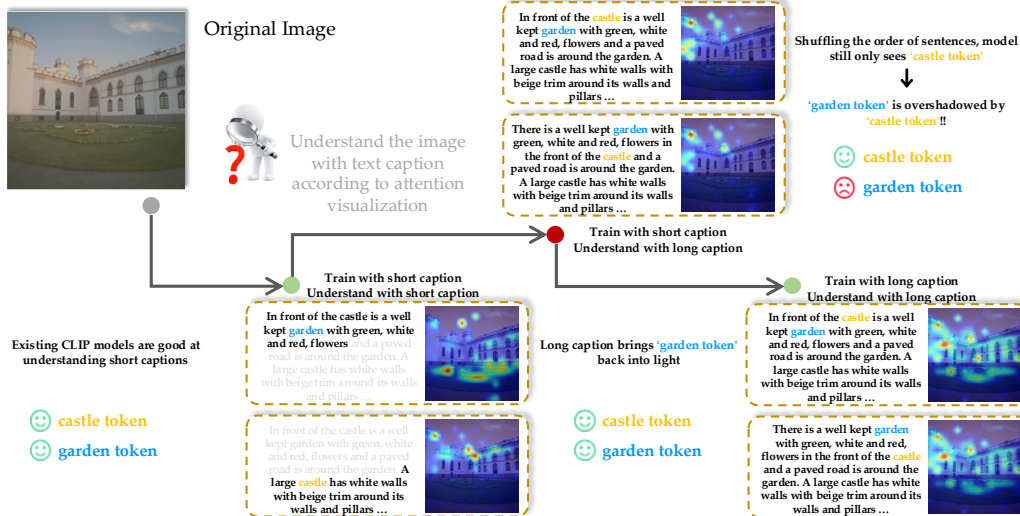 Original Image
?
Understand the image
with text caption
according to attention
visualization
In front of the castle is a well
kept garden with green, white
and red, flowers and a paved
road is around the garden. A
large castle has white walls with
beige trim around its walls and
pillars ...
There is a well kept garden with
green, white and red, flowers in
the front of the castle and a
paved road is around the garden.
A large castle has white walls
with beige trim around its walls
and pillars ...
Shuffling the order of sentences, model
still only sees 'castle token'
'garden token' is overshadowed by
'castle token'!!
castle token
garden token
Train with short caption
Understand with long caption
Train with short caption
Understand with short caption
Train with long caption
Understand with long caption
Existing CLIP models are good at
understanding short captions
castle token
garden token
In front of the castle is a well
kept garden with green, white
and red, flowers and a paved
road is around the garden. A
large castle has white walls
with beige trim around its walls
and pillars ...
In front of the castle is a well
kept garden with green, white
and red, flowers and a paved
road is around the garden. A
large castle has white walls
with beige trim around its
walls and pillars ...
Long caption brings 'garden token'
back into light
castle token
garden token
In front of the castle is a well
kept garden with green, white
and red, flowers and a paved
road is around the garden. A
large castle has white walls
with beige trim around its walls
and pillars ...
There is a well kept garden
with green, white and red,
flowers in the front of the castle
and a paved road is around the
garden. A large castle has white
walls with beige trim around its
walls and pillars ...